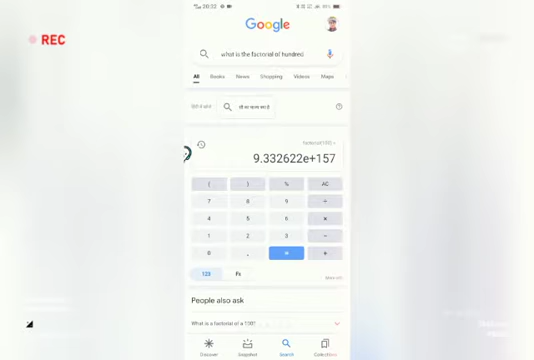 REC
20:32
Google
what is the factorial of hundred
All Books News Shopping Videos Maps
9.332622e+157
( ) % AC
7 8 9 ÷
4 5 6 ×
1 2 3 −
0 . = +
123 Fx
People also ask
What is a factorial of a 100?
Discover Snapshot Search Collections